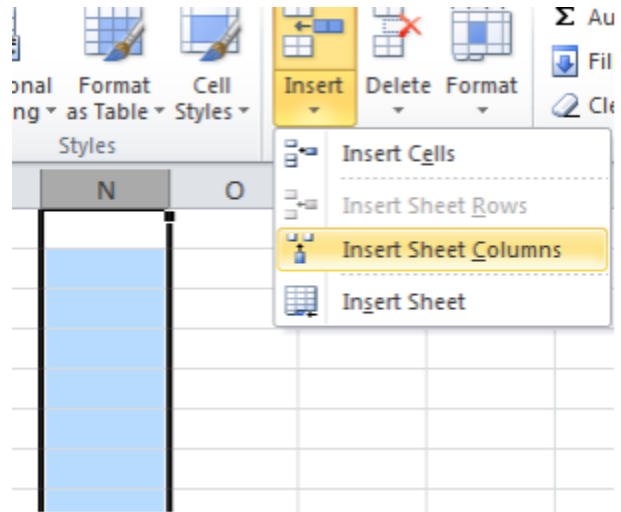 Σ Au
Fil
Cle
onal Format Cell Insert Delete Format
ng as Table Styles
Styles
Insert Cells
N O
Insert Sheet Rows
Insert Sheet Columns
Insert Sheet